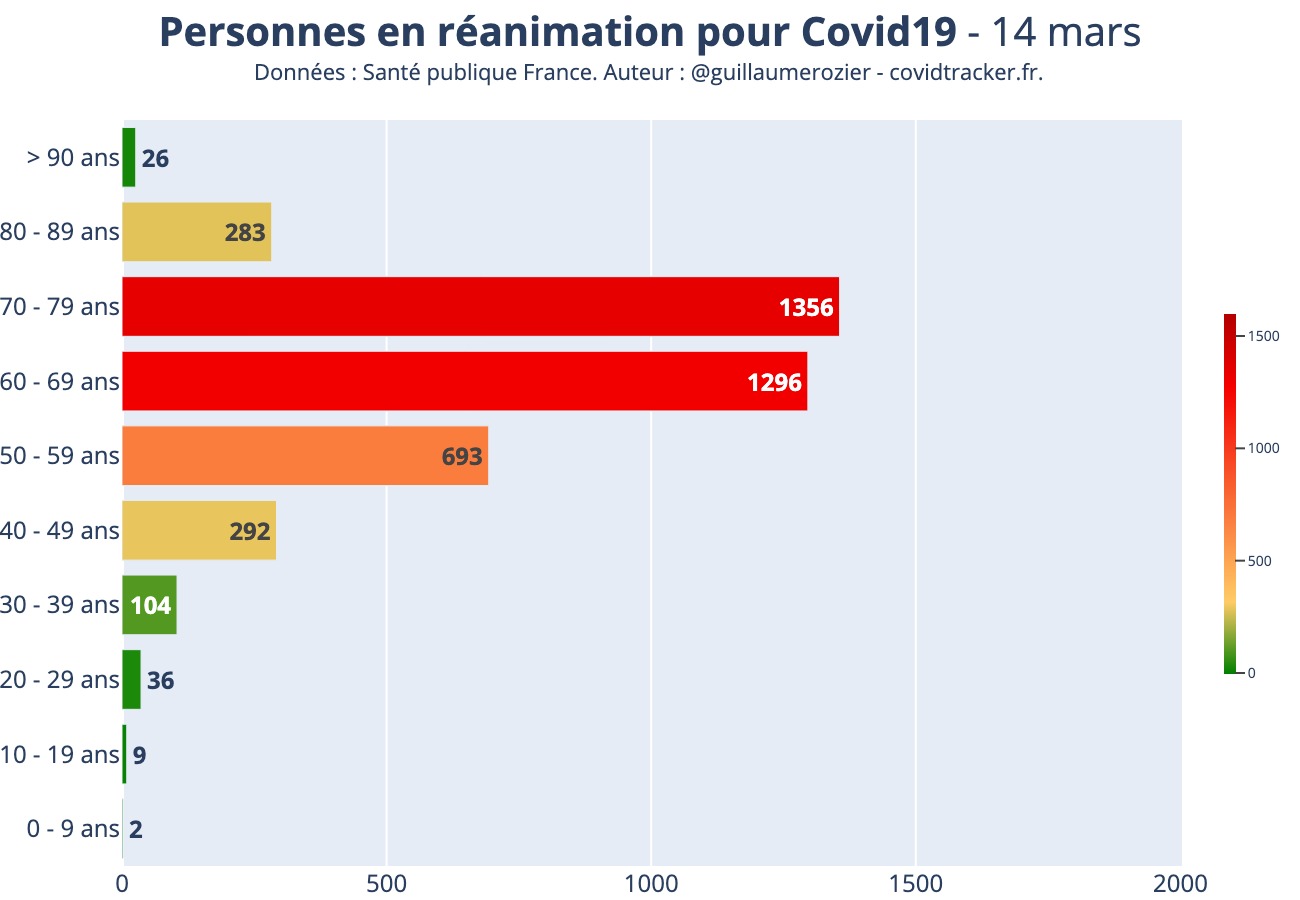 Personnes en réanimation pour Covid19 - 14 mars
Données : Santé publique France. Auteur : @guillaumerozier - covidtracker.fr.
> 90 ans 26
80 - 89 ans 283
70 - 79 ans 1356
60 - 69 ans 1296
50 - 59 ans 693
40 - 49 ans 292
30 - 39 ans 104
20 - 29 ans 36
10 - 19 ans 9
0 - 9 ans 2
0 500 1000 1500 2000
1500
1000
500
0